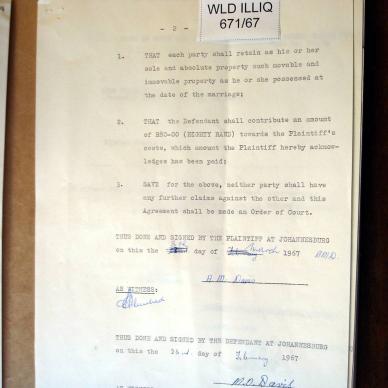 WLD ILLIQ
671/67
- 2 -
1. THAT each party shall retain as his or her
sole and absolute property such movable and
immovable property as he or she possessed at
the date of the marriage;
2. THAT the Defendant shall contribute an amount
of R80-00 (EIGHTY RAND) towards the Plaintiff's
costs, which amount the Plaintiff hereby acknow-
ledges has been paid;
3. SAVE for the above, neither party shall have
any further claims against the other and this
Agreement shall be made an Order of Court.
THUS DONE AND SIGNED BY THE PLAINTIFF AT JOHANNESBURG
on this the day of March 1967 A.M.D.
A. M. David
AS WITNESS:
THUS DONE AND SIGNED BY THE DEFENDANT AT JOHANNESBURG
on this the day of February 1967
M. D. David
AS WITNESS: